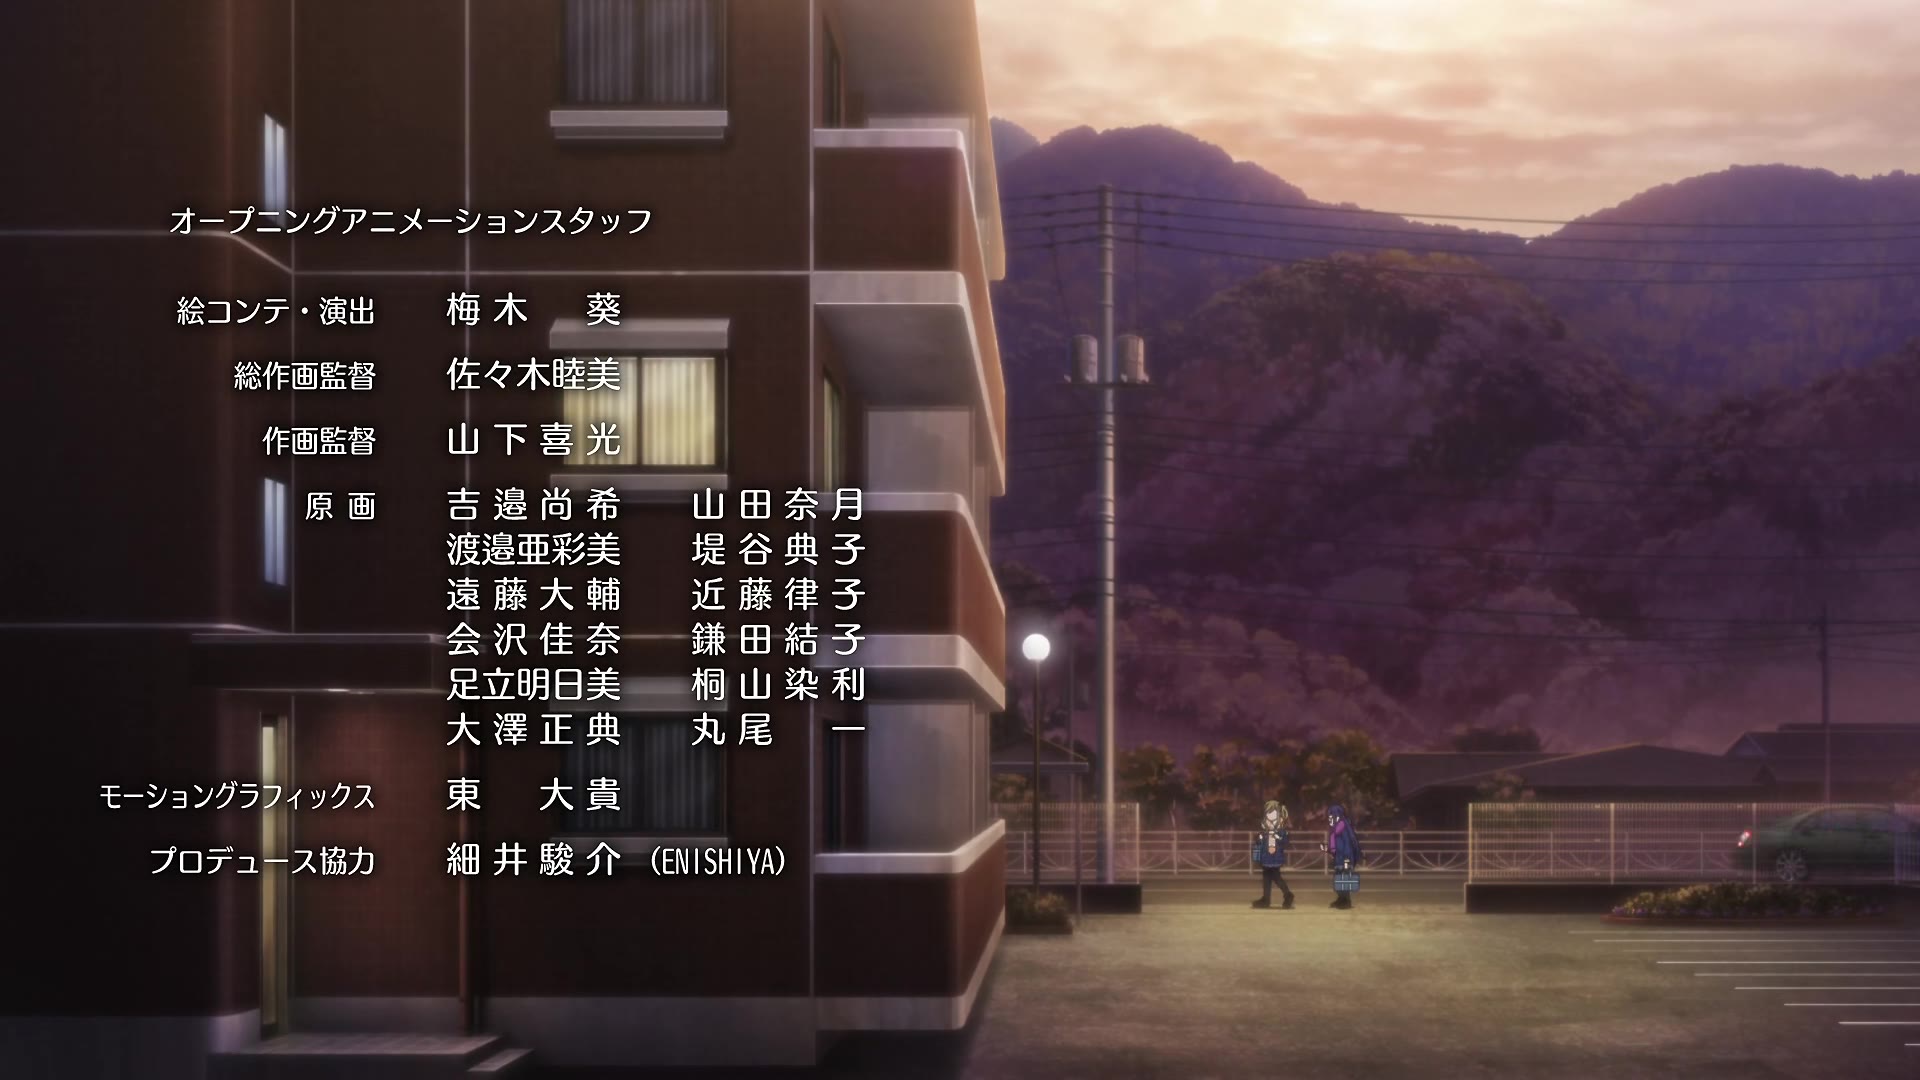 オープニングアニメーションスタッフ
絵コンテ・演出 梅木 葵
総作画監督 佐々木睦美
作画監督 山下喜光
原画 吉邉尚希 山田奈月
渡邉亜彩美 堤谷典子
遠藤大輔 近藤律子
会沢佳奈 鎌田結子
足立明日美 桐山染利
大澤正典 丸尾 一
モーショングラフィックス 東 大貴
プロデュース協力 細井駿介 (ENISHIYA)